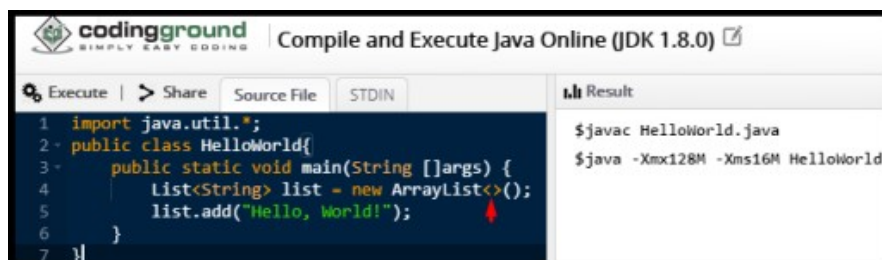 codingground
SIMPLY EASY CODING
Compile and Execute Java Online (JDK 1.8.0)
Execute | > Share Source File STDIN
Result
1 import java.util.*;
2 public class HelloWorld{
3 public static void main(String []args) {
4 List<String> list = new ArrayList<>();
5 list.add("Hello, World!");
6 }
7 }
$javac HelloWorld.java
$java -Xmx128M -Xms16M HelloWorld